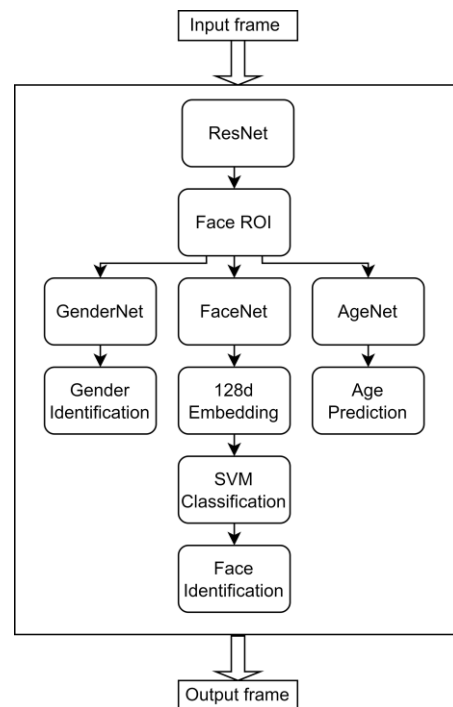 Input frame
ResNet
Face ROI
GenderNet
FaceNet
AgeNet
Gender
Identification
128d
Embedding
Age
Prediction
SVM
Classification
Face
Identification
Output frame